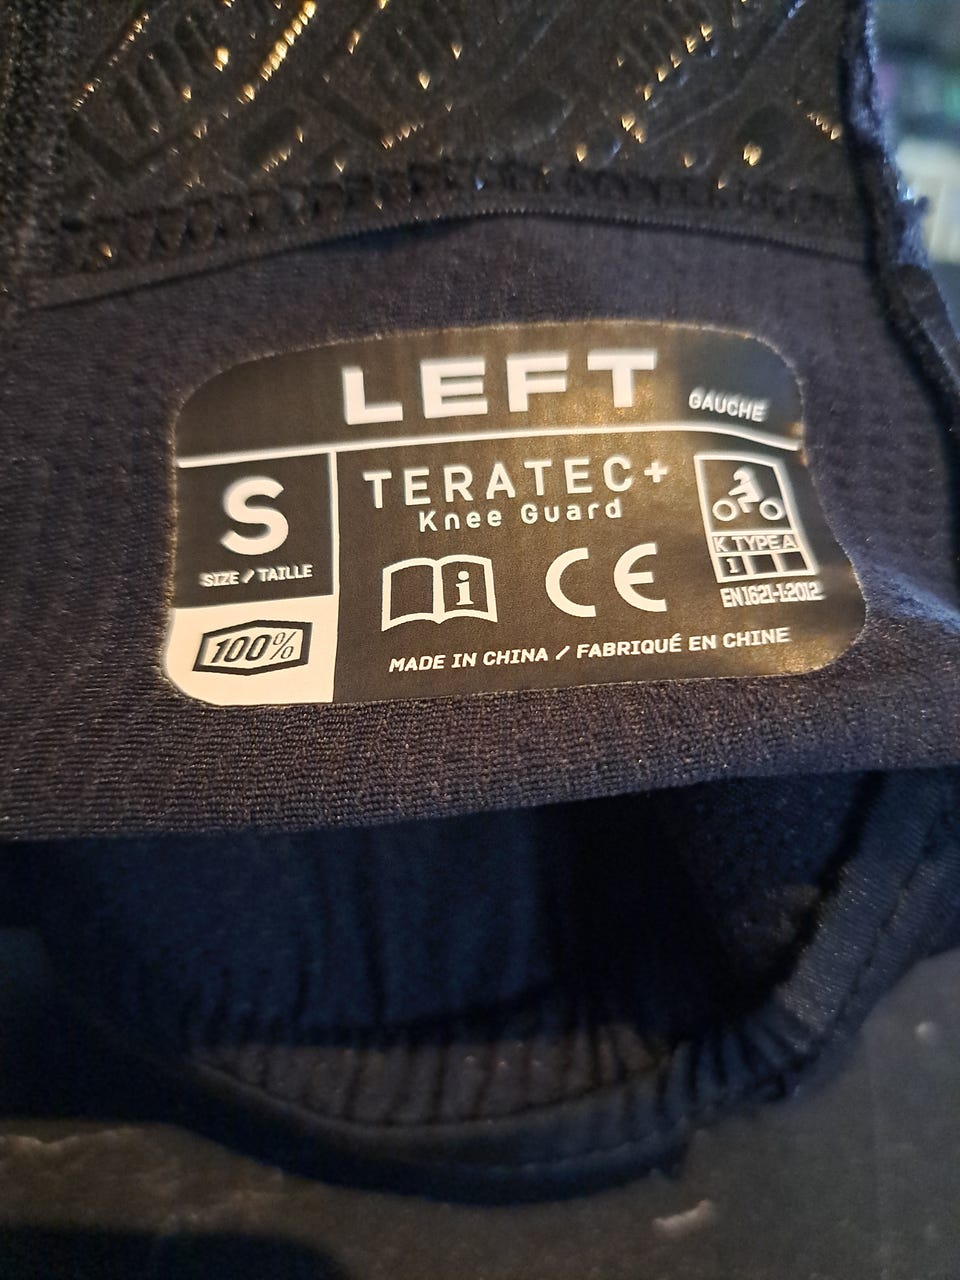 LEFT GAUCHE
S
SIZE / TAILLE
100%
TERATEC+
Knee Guard
i
CE
MADE IN CHINA / FABRIQUÉ EN CHINE
K TYPE A
1
EN1621-1:2012